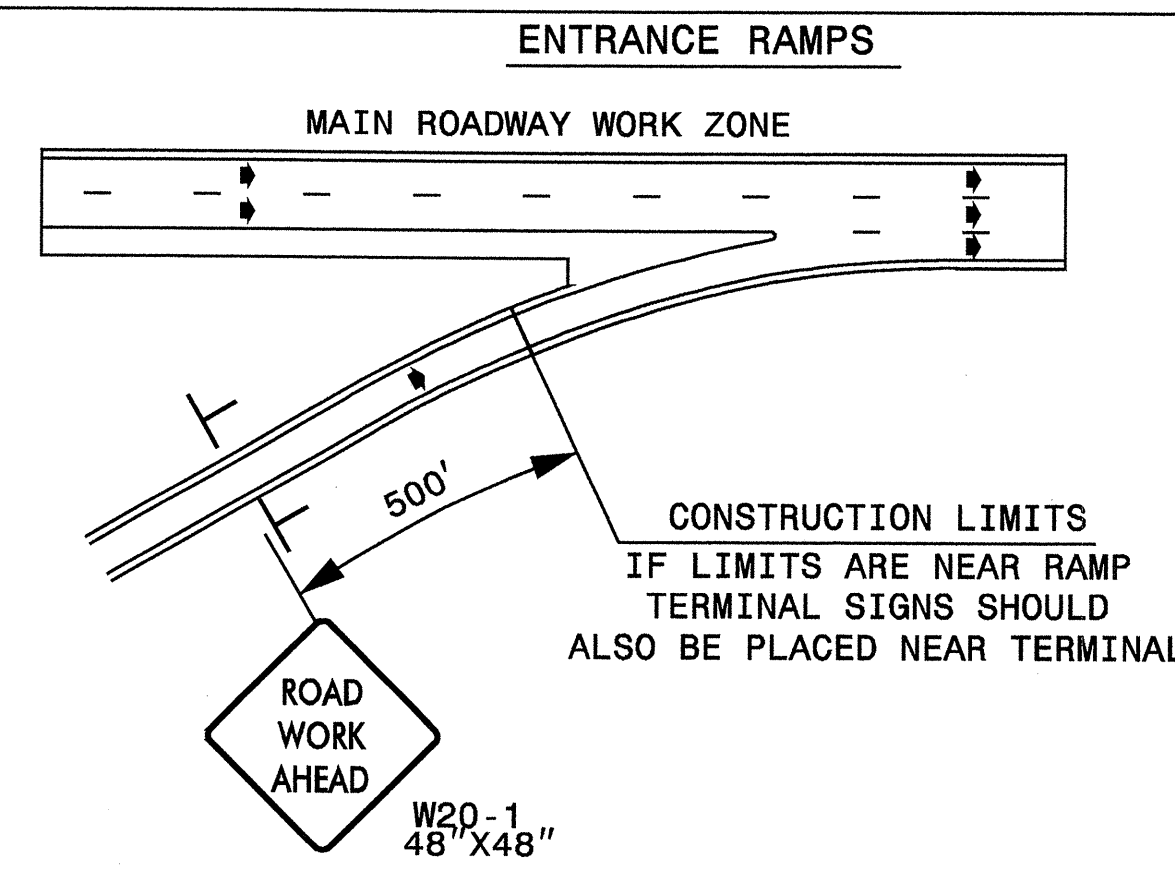 ENTRANCE RAMPS
MAIN ROADWAY WORK ZONE
500'
CONSTRUCTION LIMITS
IF LIMITS ARE NEAR RAMP
TERMINAL SIGNS SHOULD
ALSO BE PLACED NEAR TERMINAL
ROAD
WORK
AHEAD
W20-1
48"X48"